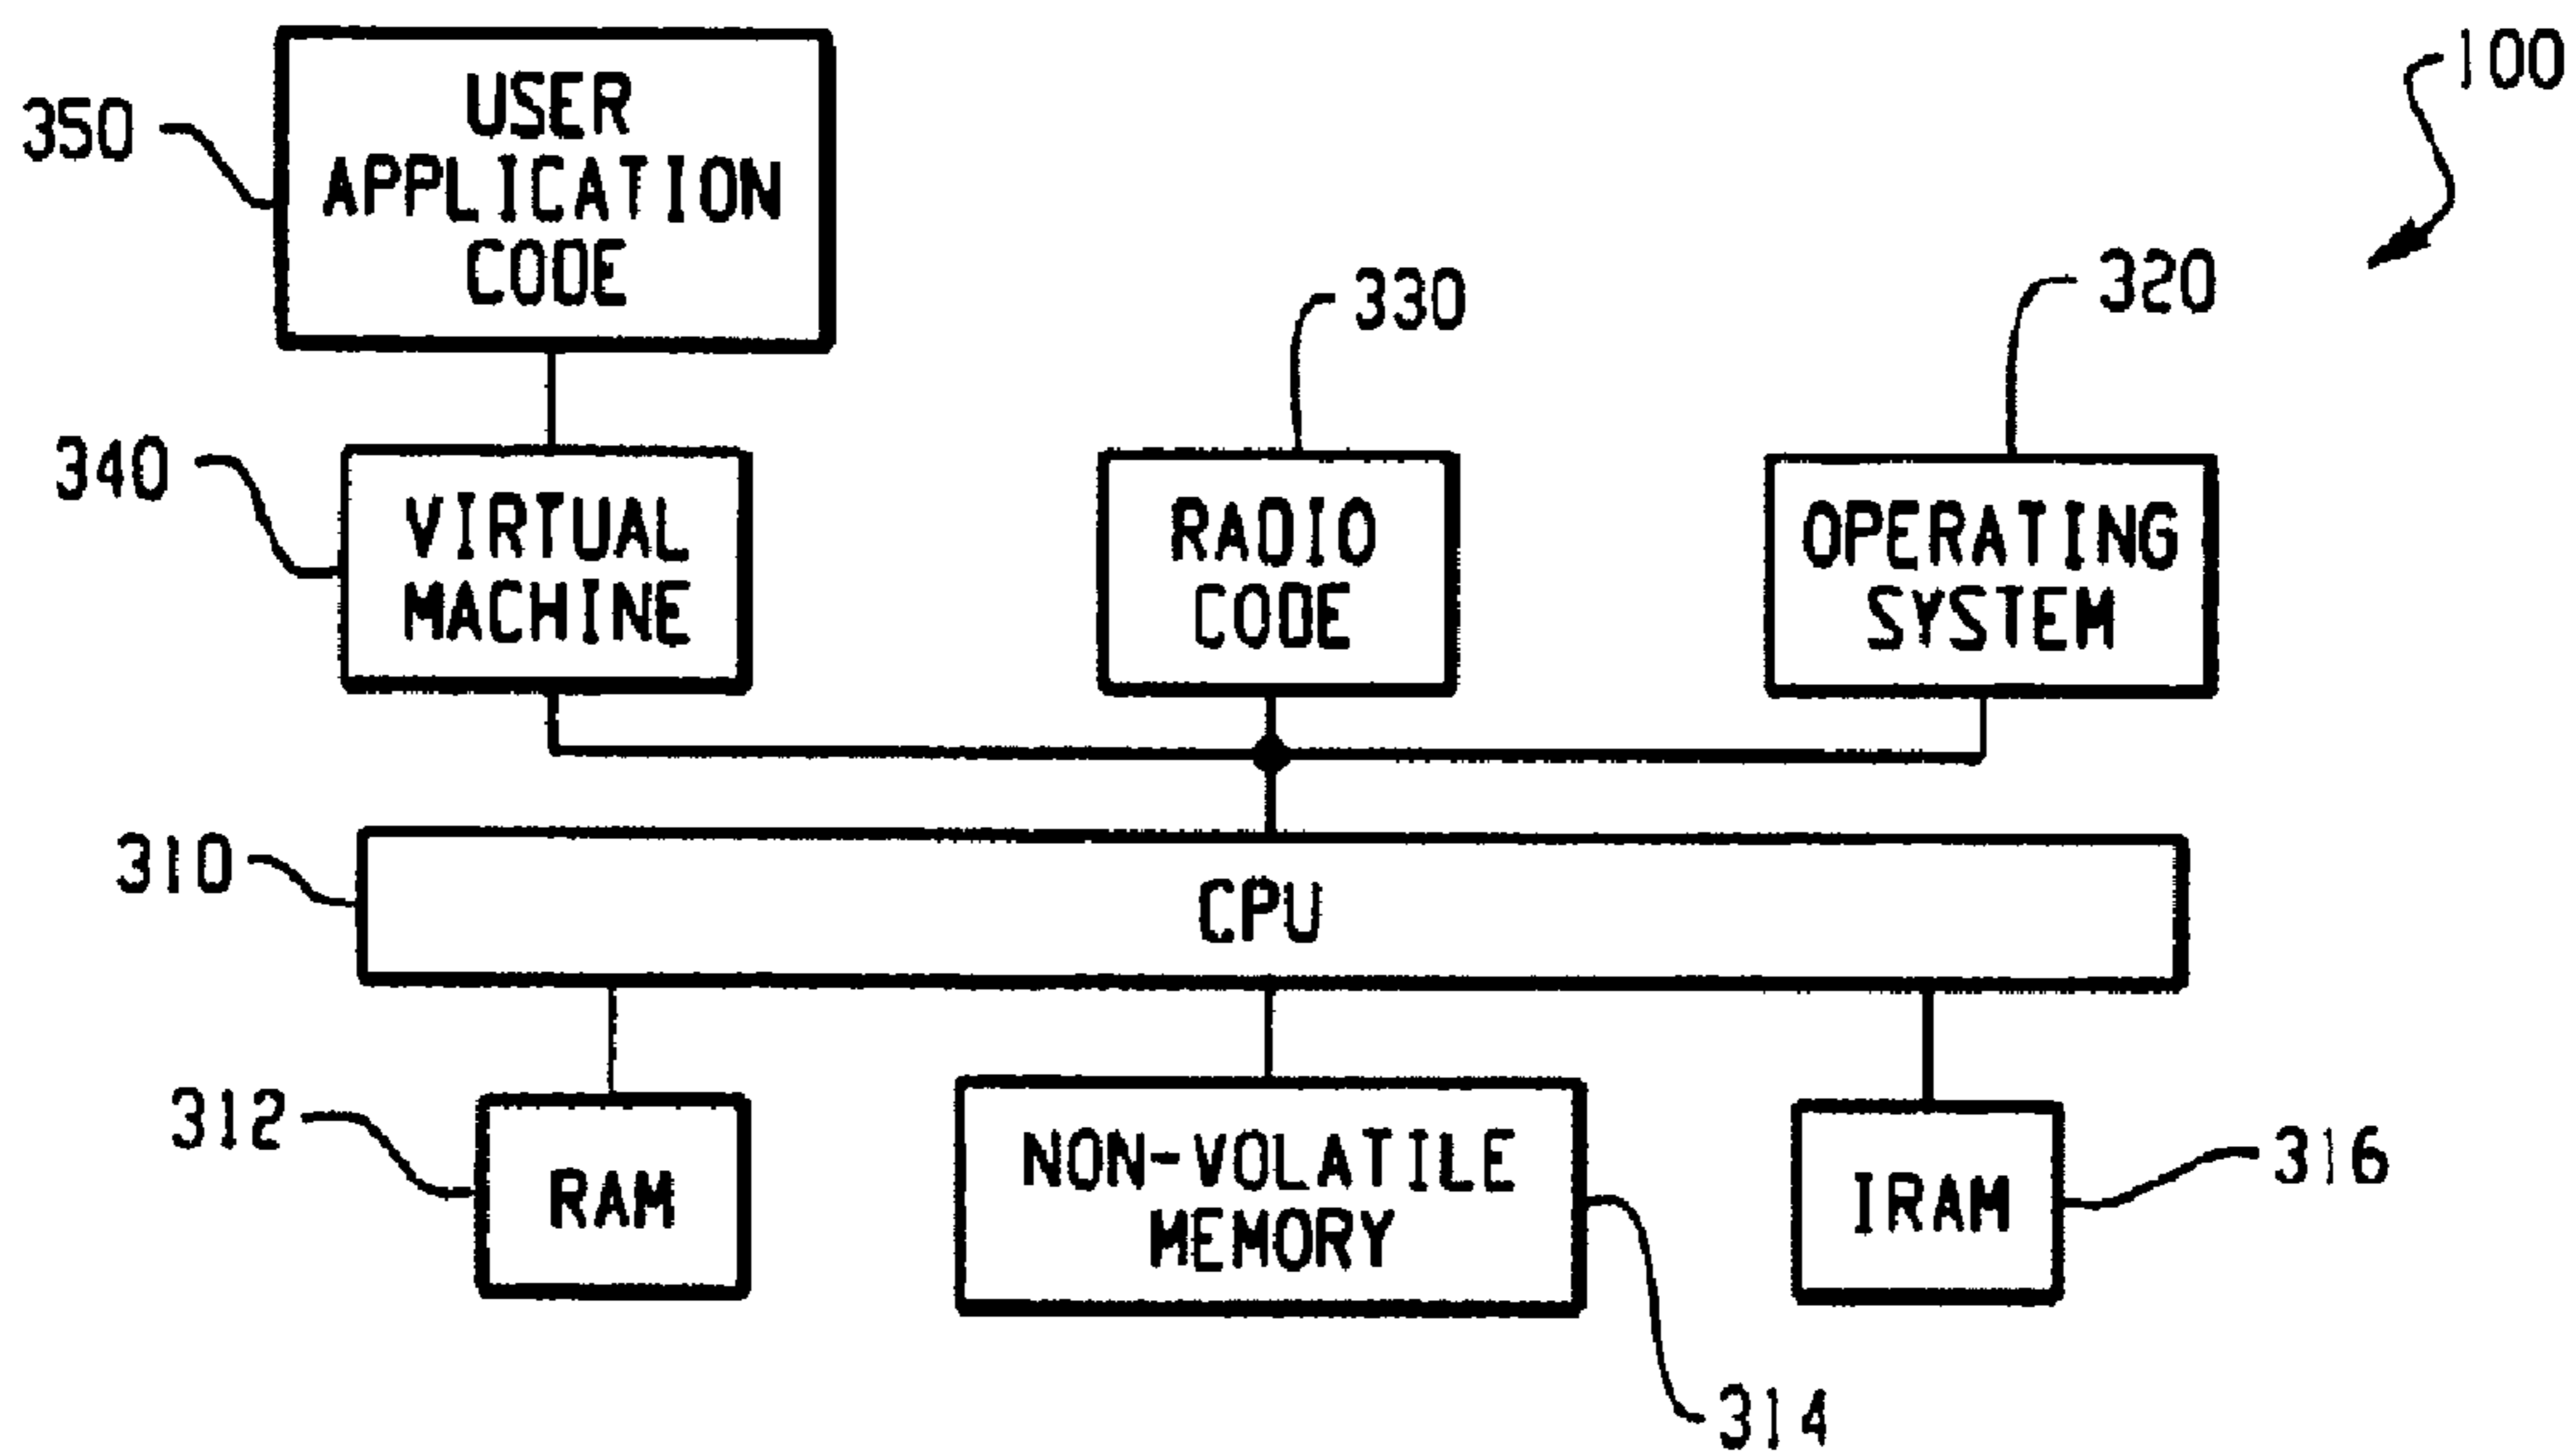 100
350
USER
APPLICATION
CODE
330
320
340
VIRTUAL
MACHINE
RADIO
CODE
OPERATING
SYSTEM
310
CPU
312
RAM
NON-VOLATILE
MEMORY
IRAM
316
314